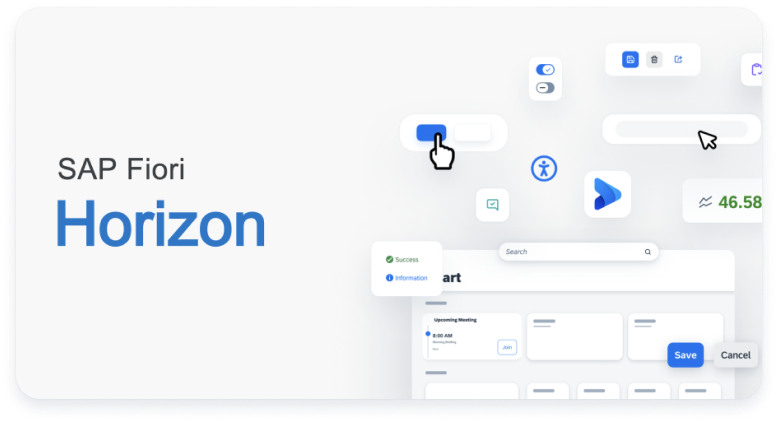 SAP Fiori
Horizon
46.58
Search
Success
Information
art
Upcoming Meeting
8:00 AM
Join
Save
Cancel